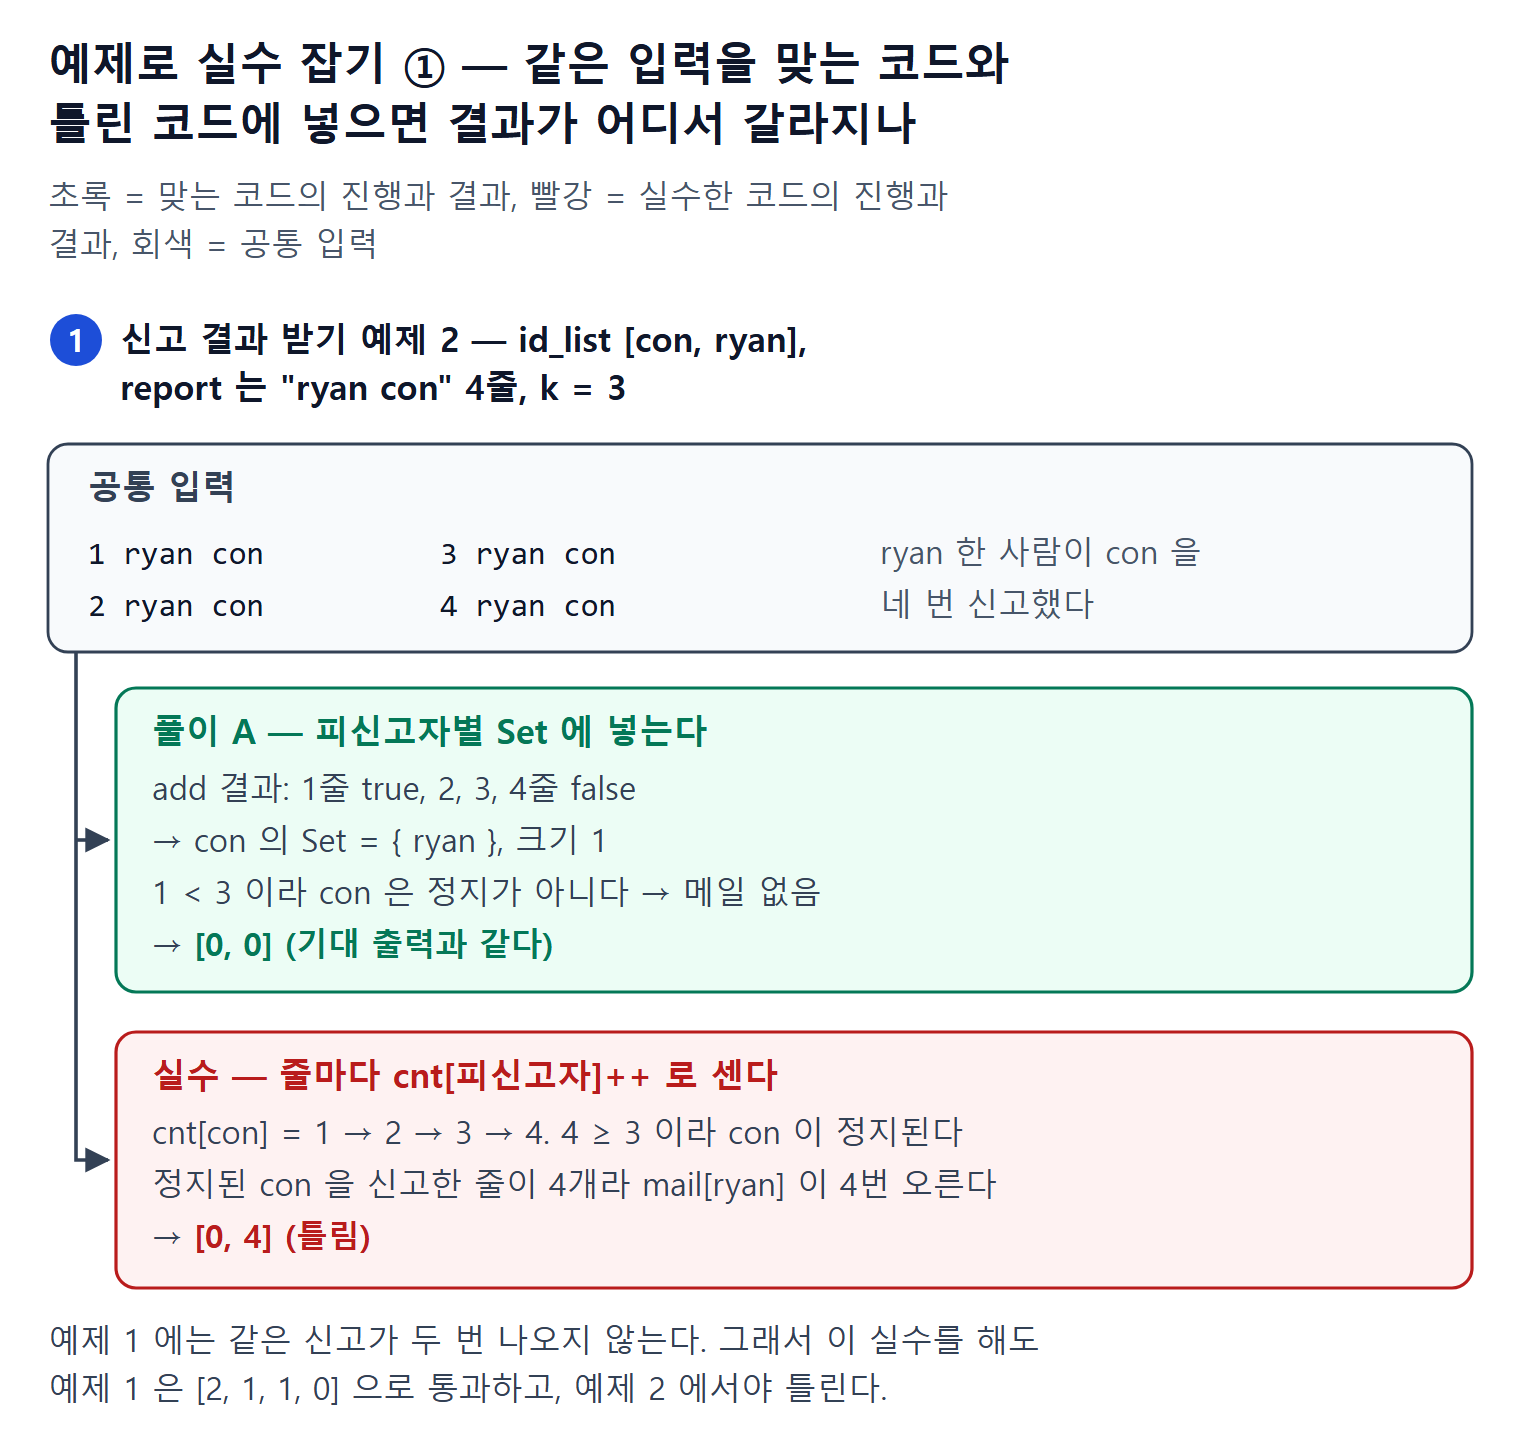 예제로 실수 잡기 ① — 같은 입력을 맞는 코드와
틀린 코드에 넣으면 결과가 어디서 갈라지나
초록 = 맞는 코드의 진행과 결과, 빨강 = 실수한 코드의 진행과
결과, 회색 = 공통 입력
1 신고 결과 받기 예제 2 — id_list [con, ryan],
report 는 "ryan con" 4줄, k = 3
공통 입력
1 ryan con 3 ryan con ryan 한 사람이 con 을
2 ryan con 4 ryan con 네 번 신고했다
풀이 A — 피신고자별 Set 에 넣는다
add 결과: 1줄 true, 2, 3, 4줄 false
→ con 의 Set = { ryan }, 크기 1
1 < 3 이라 con 은 정지가 아니다 → 메일 없음
→ [0, 0] (기대 출력과 같다)
실수 — 줄마다 cnt[피신고자]++ 로 센다
cnt[con] = 1 → 2 → 3 → 4. 4 ≥ 3 이라 con 이 정지된다
정지된 con 을 신고한 줄이 4개라 mail[ryan] 이 4번 오른다
→ [0, 4] (틀림)
예제 1 에는 같은 신고가 두 번 나오지 않는다. 그래서 이 실수를 해도
예제 1 은 [2, 1, 1, 0] 으로 통과하고, 예제 2 에서야 틀린다.